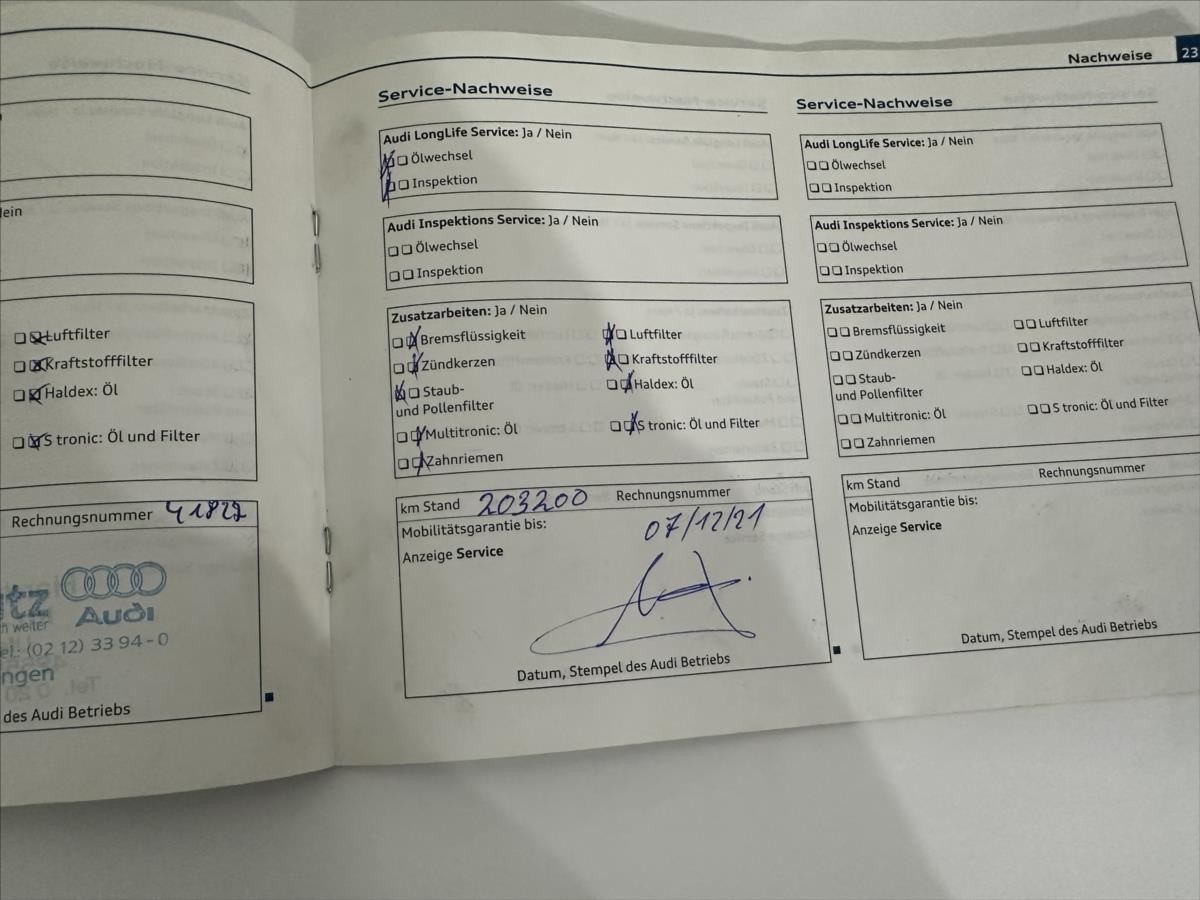 Nachweise 23
lein
Luftfilter
Kraftstofffilter
Haldex: Öl
S tronic: Öl und Filter
Rechnungsnummer 41822
itz
Audi
h weiter
el.: (02 12) 33 94-0
ngen
des Audi Betriebs
Service-Nachweise
Audi LongLife Service: Ja / Nein
Ölwechsel
Inspektion
Audi Inspektions Service: Ja / Nein
Ölwechsel
Inspektion
Zusatzarbeiten: Ja / Nein
Bremsflüssigkeit Luftfilter
Zündkerzen Kraftstofffilter
Staub- Haldex: Öl
und Pollenfilter
Multitronic: Öl S tronic: Öl und Filter
Zahnriemen
km Stand 203200 Rechnungsnummer
Mobilitätsgarantie bis: 07/12/21
Anzeige Service
Datum, Stempel des Audi Betriebs
Service-Nachweise
Audi LongLife Service: Ja / Nein
Ölwechsel
Inspektion
Audi Inspektions Service: Ja / Nein
Ölwechsel
Inspektion
Zusatzarbeiten: Ja / Nein
Bremsflüssigkeit Luftfilter
Zündkerzen Kraftstofffilter
Staub- Haldex: Öl
und Pollenfilter
Multitronic: Öl S tronic: Öl und Filter
Zahnriemen
km Stand Rechnungsnummer
Mobilitätsgarantie bis:
Anzeige Service
Datum, Stempel des Audi Betriebs